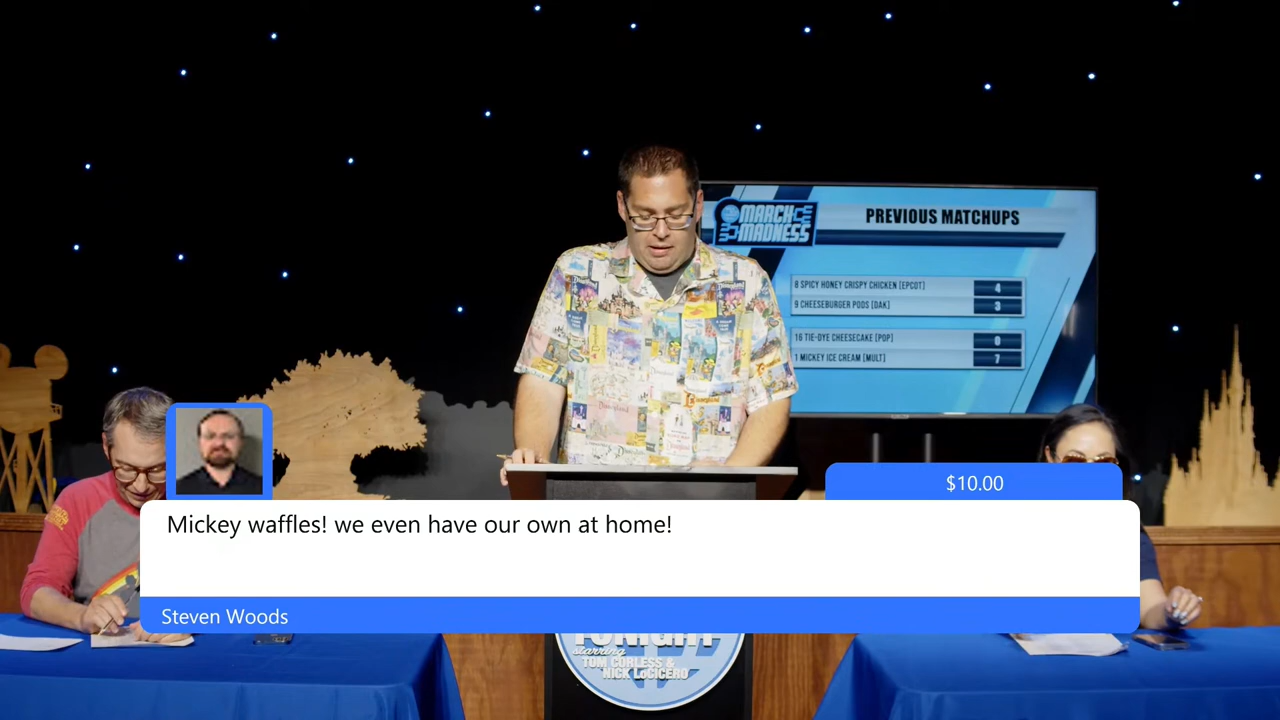 MARCH
MADNESS
PREVIOUS MATCHUPS
8 SPICY HONEY CRISPY CHICKEN [EPCOT] 4
9 CHEESEBURGER PODS [DAK] 3
16 TIE-DYE CHEESECAKE [POP] 0
1 MICKEY ICE CREAM [MULT] 7
$10.00
Mickey waffles! we even have our own at home!
Steven Woods
TONIGHT
starring
TOM CORLESS &
NICK LoCICERO